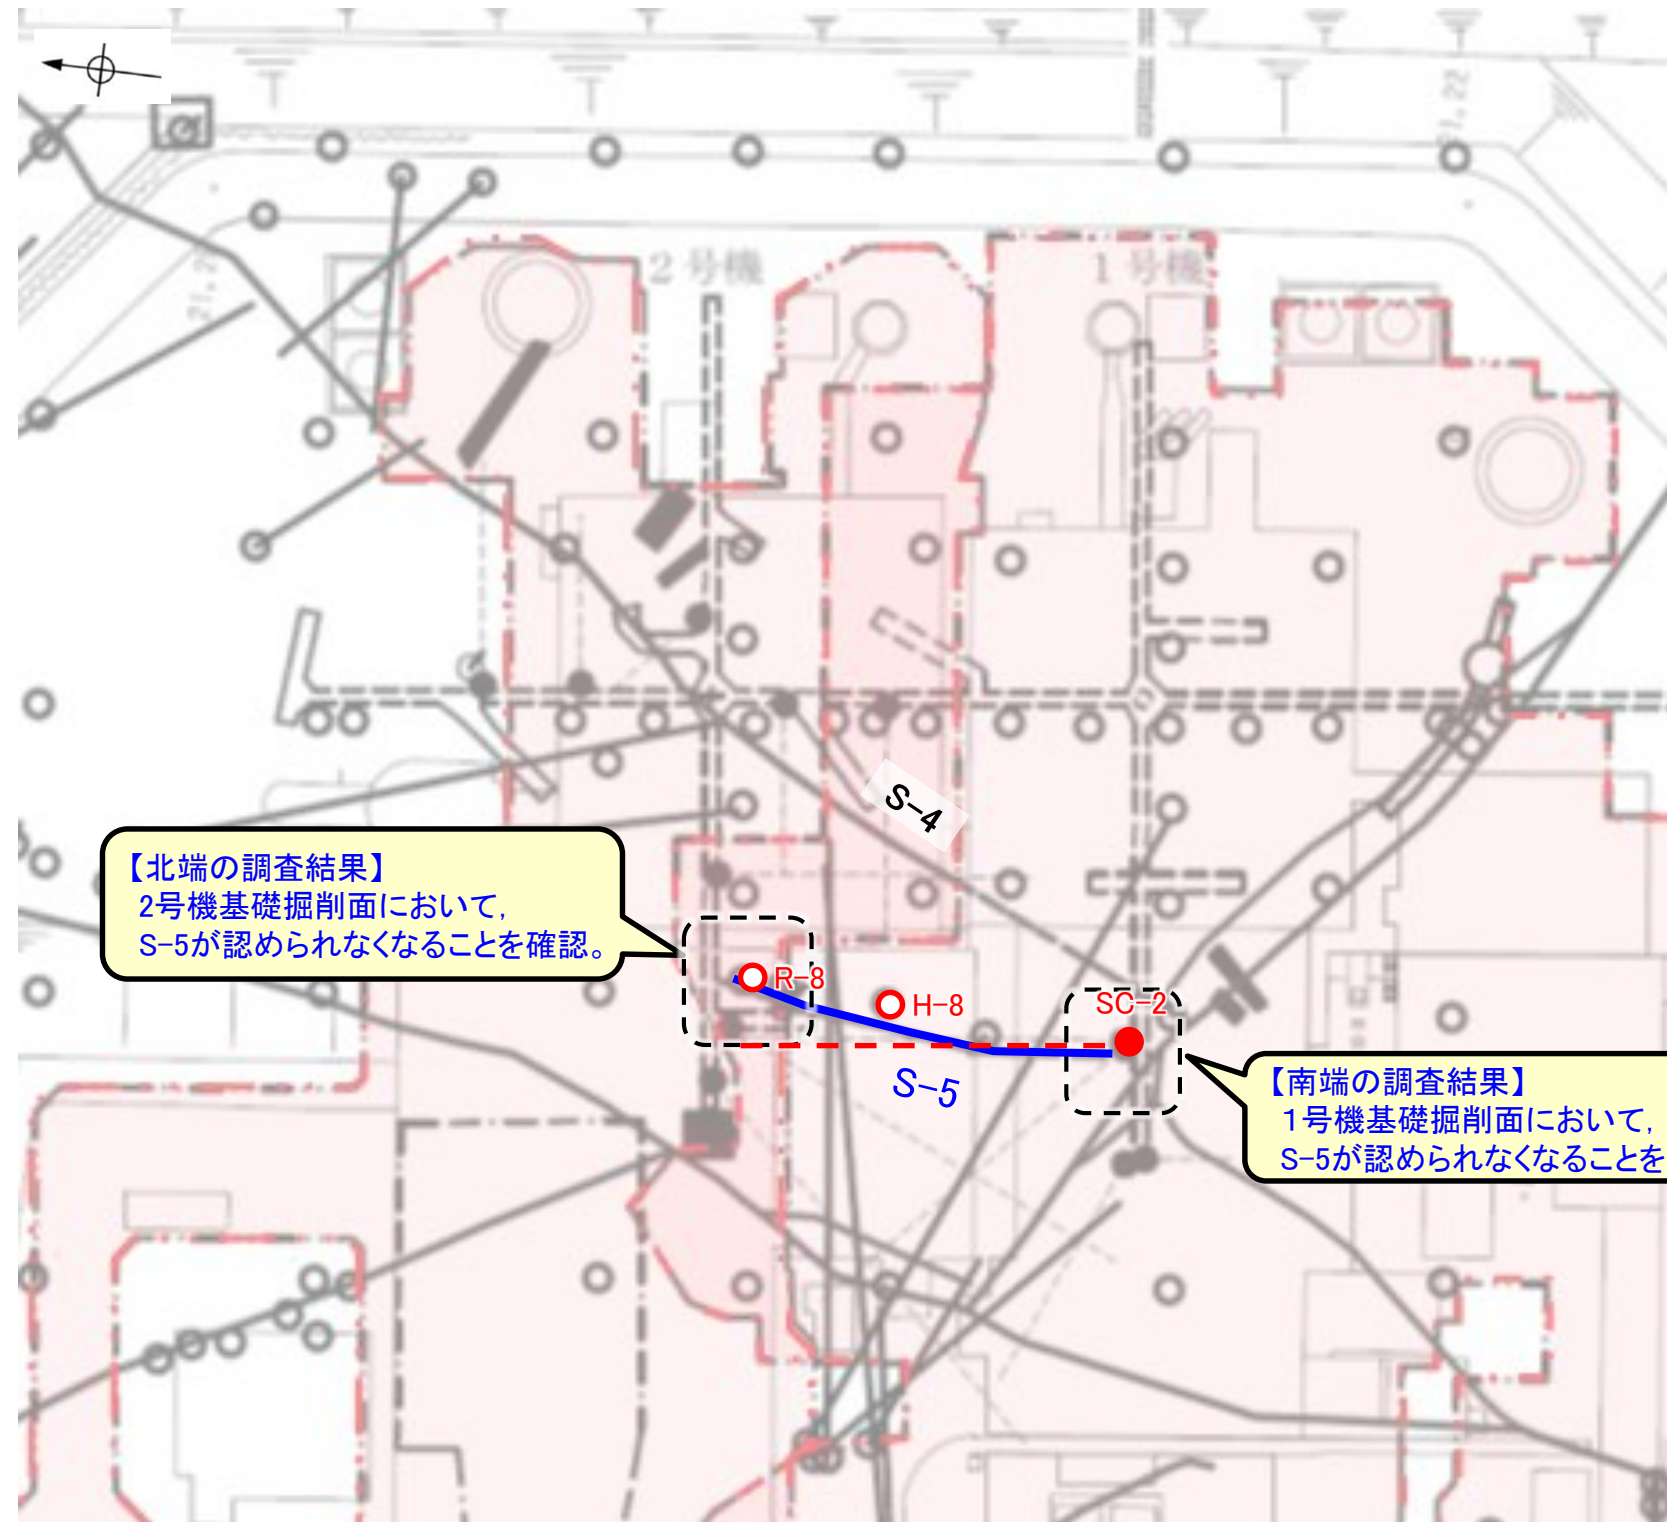 21,22
2号機
1号機
S-4
【北端の調査結果】
2号機基礎掘削面において,
S-5が認められなくなることを確認。
R-8
H-8
SC-2
S-5
【南端の調査結果】
1号機基礎掘削面において,
S-5が認められなくなることを